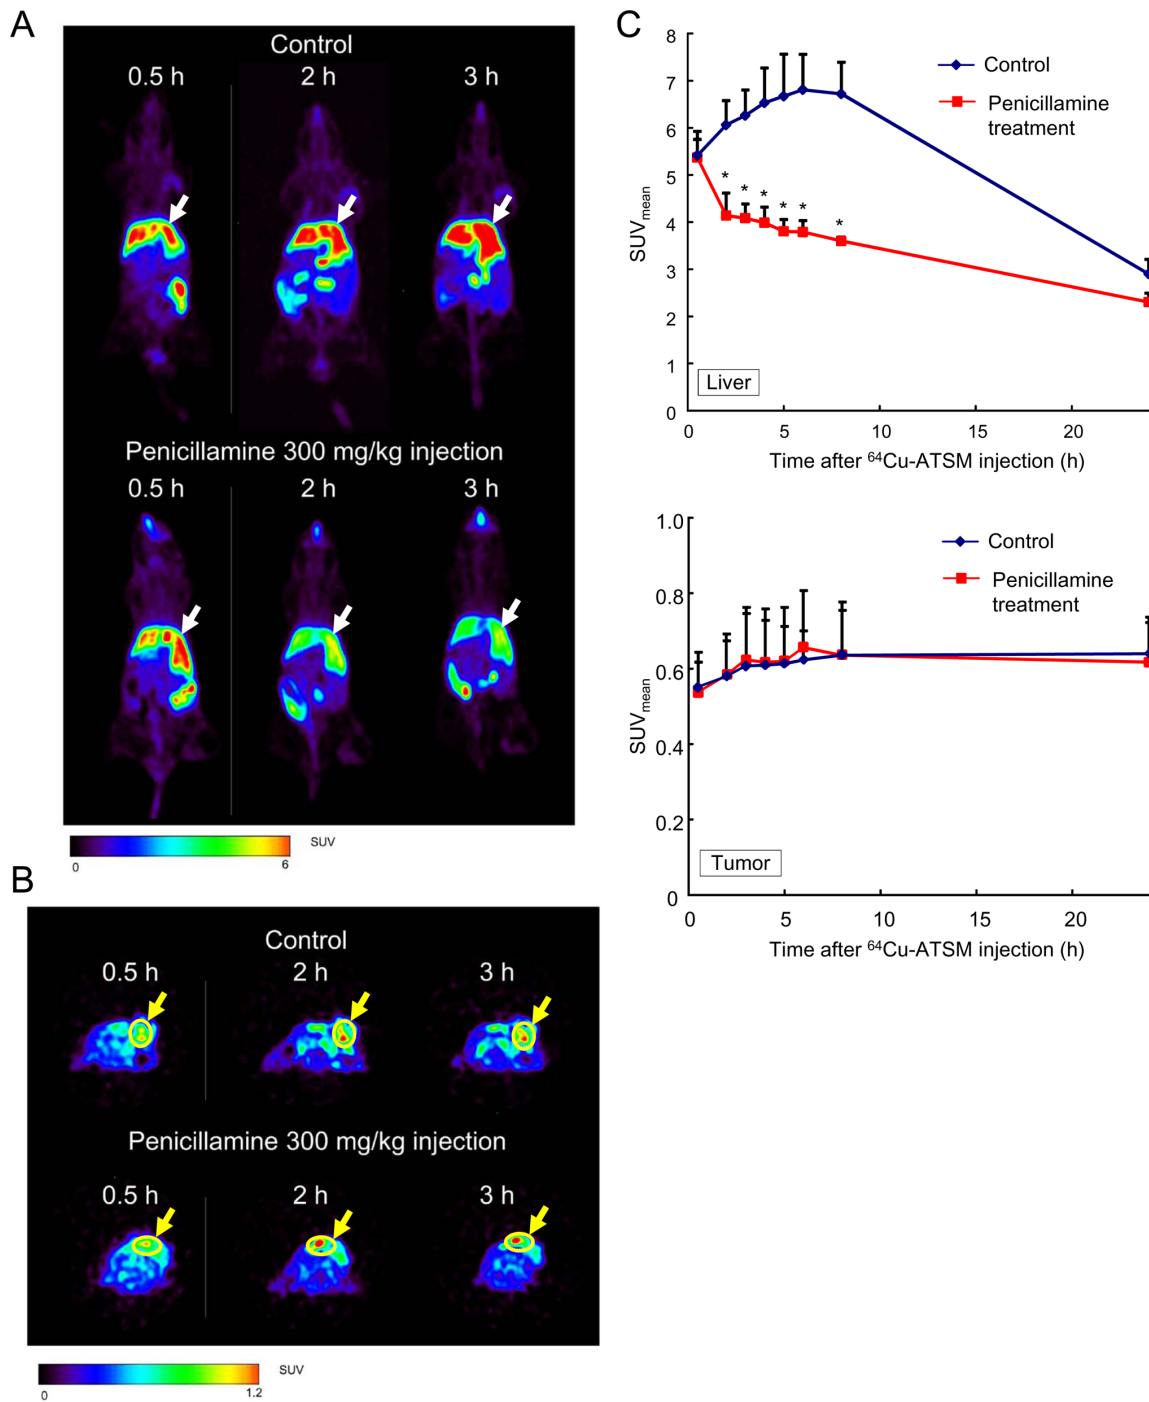 A
Control
0.5 h 2 h 3 h
Penicillamine 300 mg/kg injection
0.5 h 2 h 3 h
0 6 SUV
B
Control
0.5 h 2 h 3 h
Penicillamine 300 mg/kg injection
0.5 h 2 h 3 h
0 1.2 SUV
C
8
7
6
5
4
3
2
1
0
SUVmean
Control
Penicillamine
treatment
* * * * * *
Liver
0 5 10 15 20
Time after ⁶⁴Cu-ATSM injection (h)
1.0
0.8
0.6
0.4
0.2
0
SUVmean
Control
Penicillamine
treatment
Tumor
0 5 10 15 20
Time after ⁶⁴Cu-ATSM injection (h)